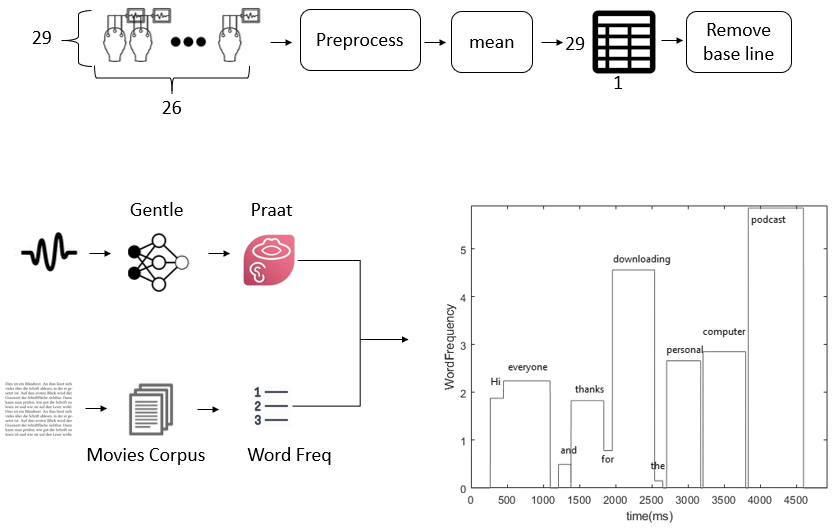 29
26
Preprocess
mean
29
1
Remove
base line
Gentle
Praat
Movies Corpus
1
2
3
Word Freq
WordFrequency
5
4
3
2
1
0
Hi
everyone
and
thanks
for
downloading
the
personal
computer
podcast
0
500
1000
1500
2000
2500
3000
3500
4000
4500
time(ms)